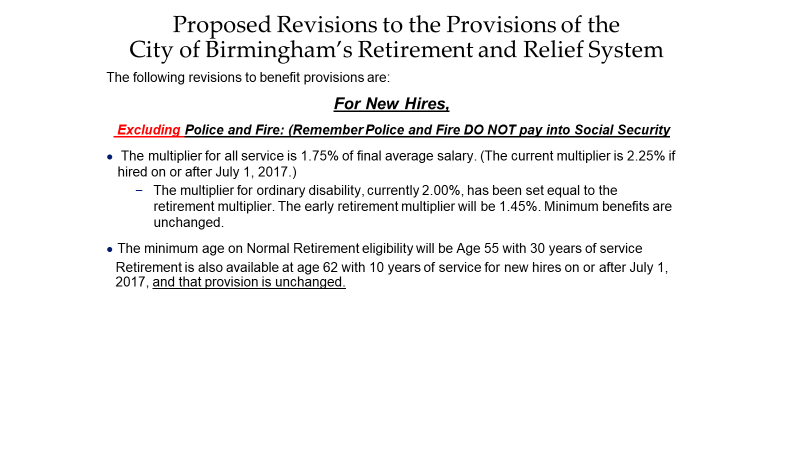 Proposed Revisions to the Provisions of the
City of Birmingham’s Retirement and Relief System
The following revisions to benefit provisions are:
For New Hires,
Excluding Police and Fire: (Remember Police and Fire DO NOT pay into Social Security
• The multiplier for all service is 1.75% of final average salary. (The current multiplier is 2.25% if
hired on or after July 1, 2017.)
− The multiplier for ordinary disability, currently 2.00%, has been set equal to the
retirement multiplier. The early retirement multiplier will be 1.45%. Minimum benefits are
unchanged.
• The minimum age on Normal Retirement eligibility will be Age 55 with 30 years of service
Retirement is also available at age 62 with 10 years of service for new hires on or after July 1,
2017, and that provision is unchanged.